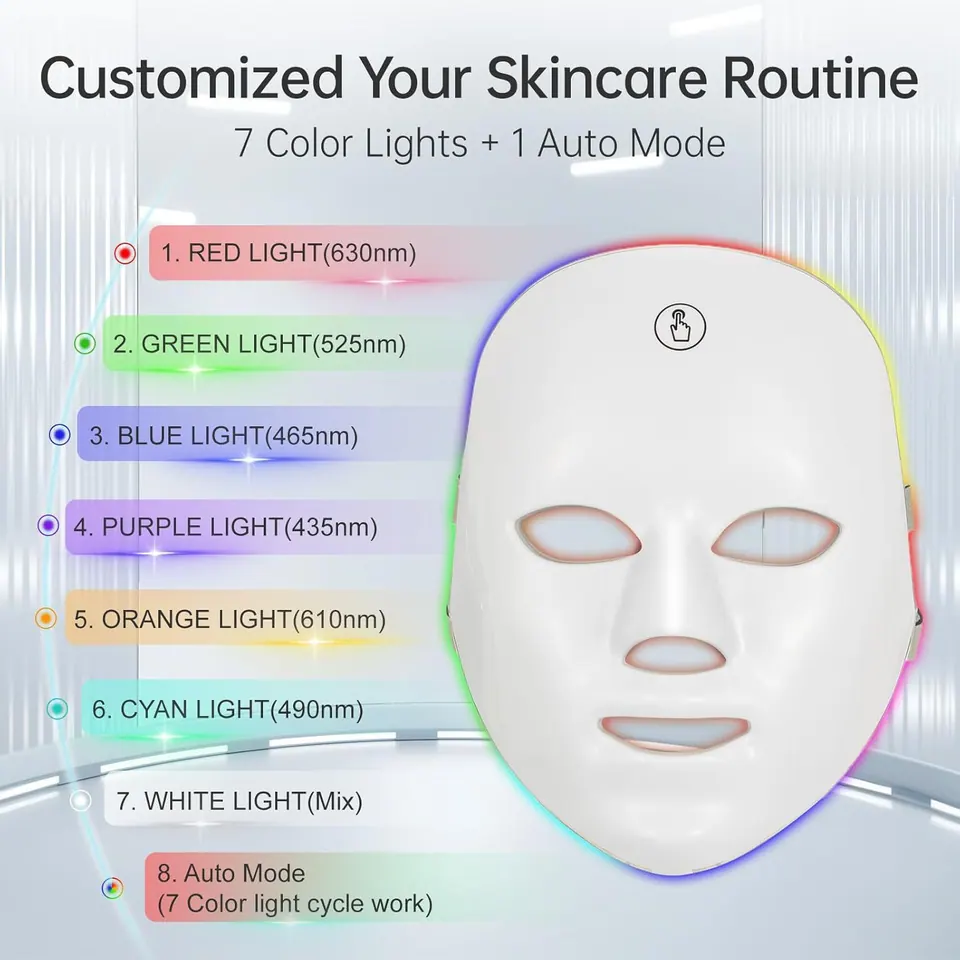 Customized Your Skincare Routine
7 Color Lights + 1 Auto Mode
1. RED LIGHT(630nm)
2. GREEN LIGHT(525nm)
3. BLUE LIGHT(465nm)
4. PURPLE LIGHT(435nm)
5. ORANGE LIGHT(610nm)
6. CYAN LIGHT(490nm)
7. WHITE LIGHT(Mix)
8. Auto Mode
(7 Color light cycle work)